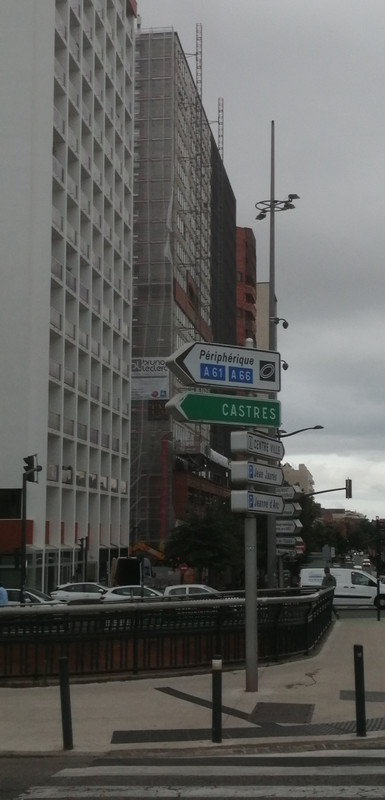 Périphérique
A 61 A 66
CASTRES
CENTRE VILLE
P Jean Jaurès
P Jeanne d'Arc